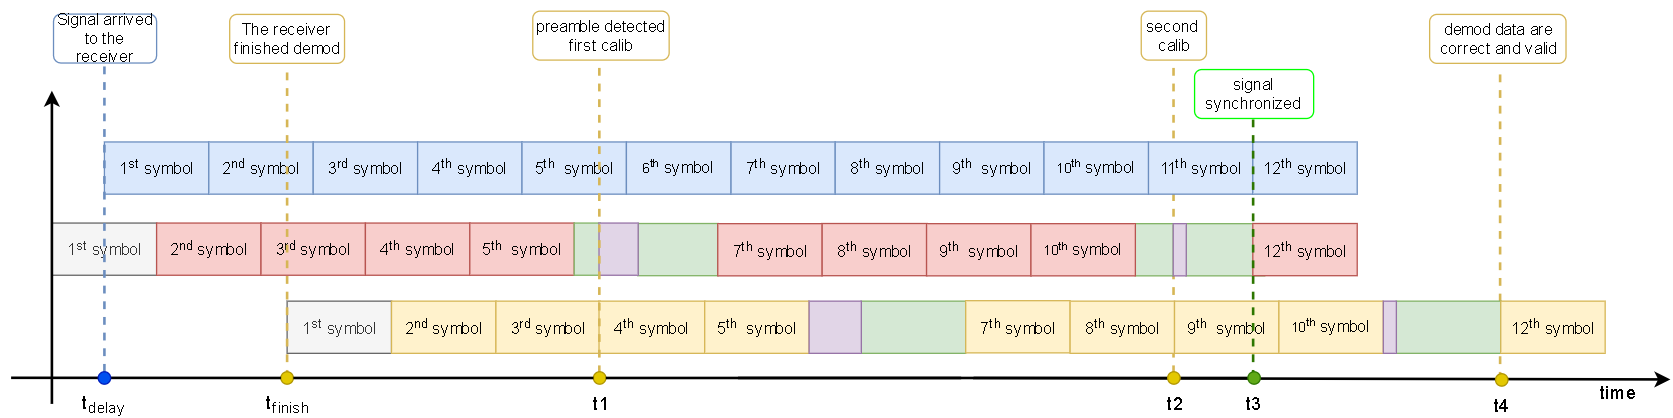 Signal arrived
to the
receiver
The receiver
finished demod
preamble detected
first calib
second
calib
signal
synchronized
demod data are
correct and valid
1st symbol 2nd symbol 3rd symbol 4th symbol 5th symbol 6th symbol 7th symbol 8th symbol 9th symbol 10th symbol 11th symbol 12th symbol
1st symbol 2nd symbol 3rd symbol 4th symbol 5th symbol 7th symbol 8th symbol 9th symbol 10th symbol 12th symbol
1st symbol 2nd symbol 3rd symbol 4th symbol 5th symbol 7th symbol 8th symbol 9th symbol 10th symbol 12th symbol
time
tdelay tfinish t1 t2 t3 t4